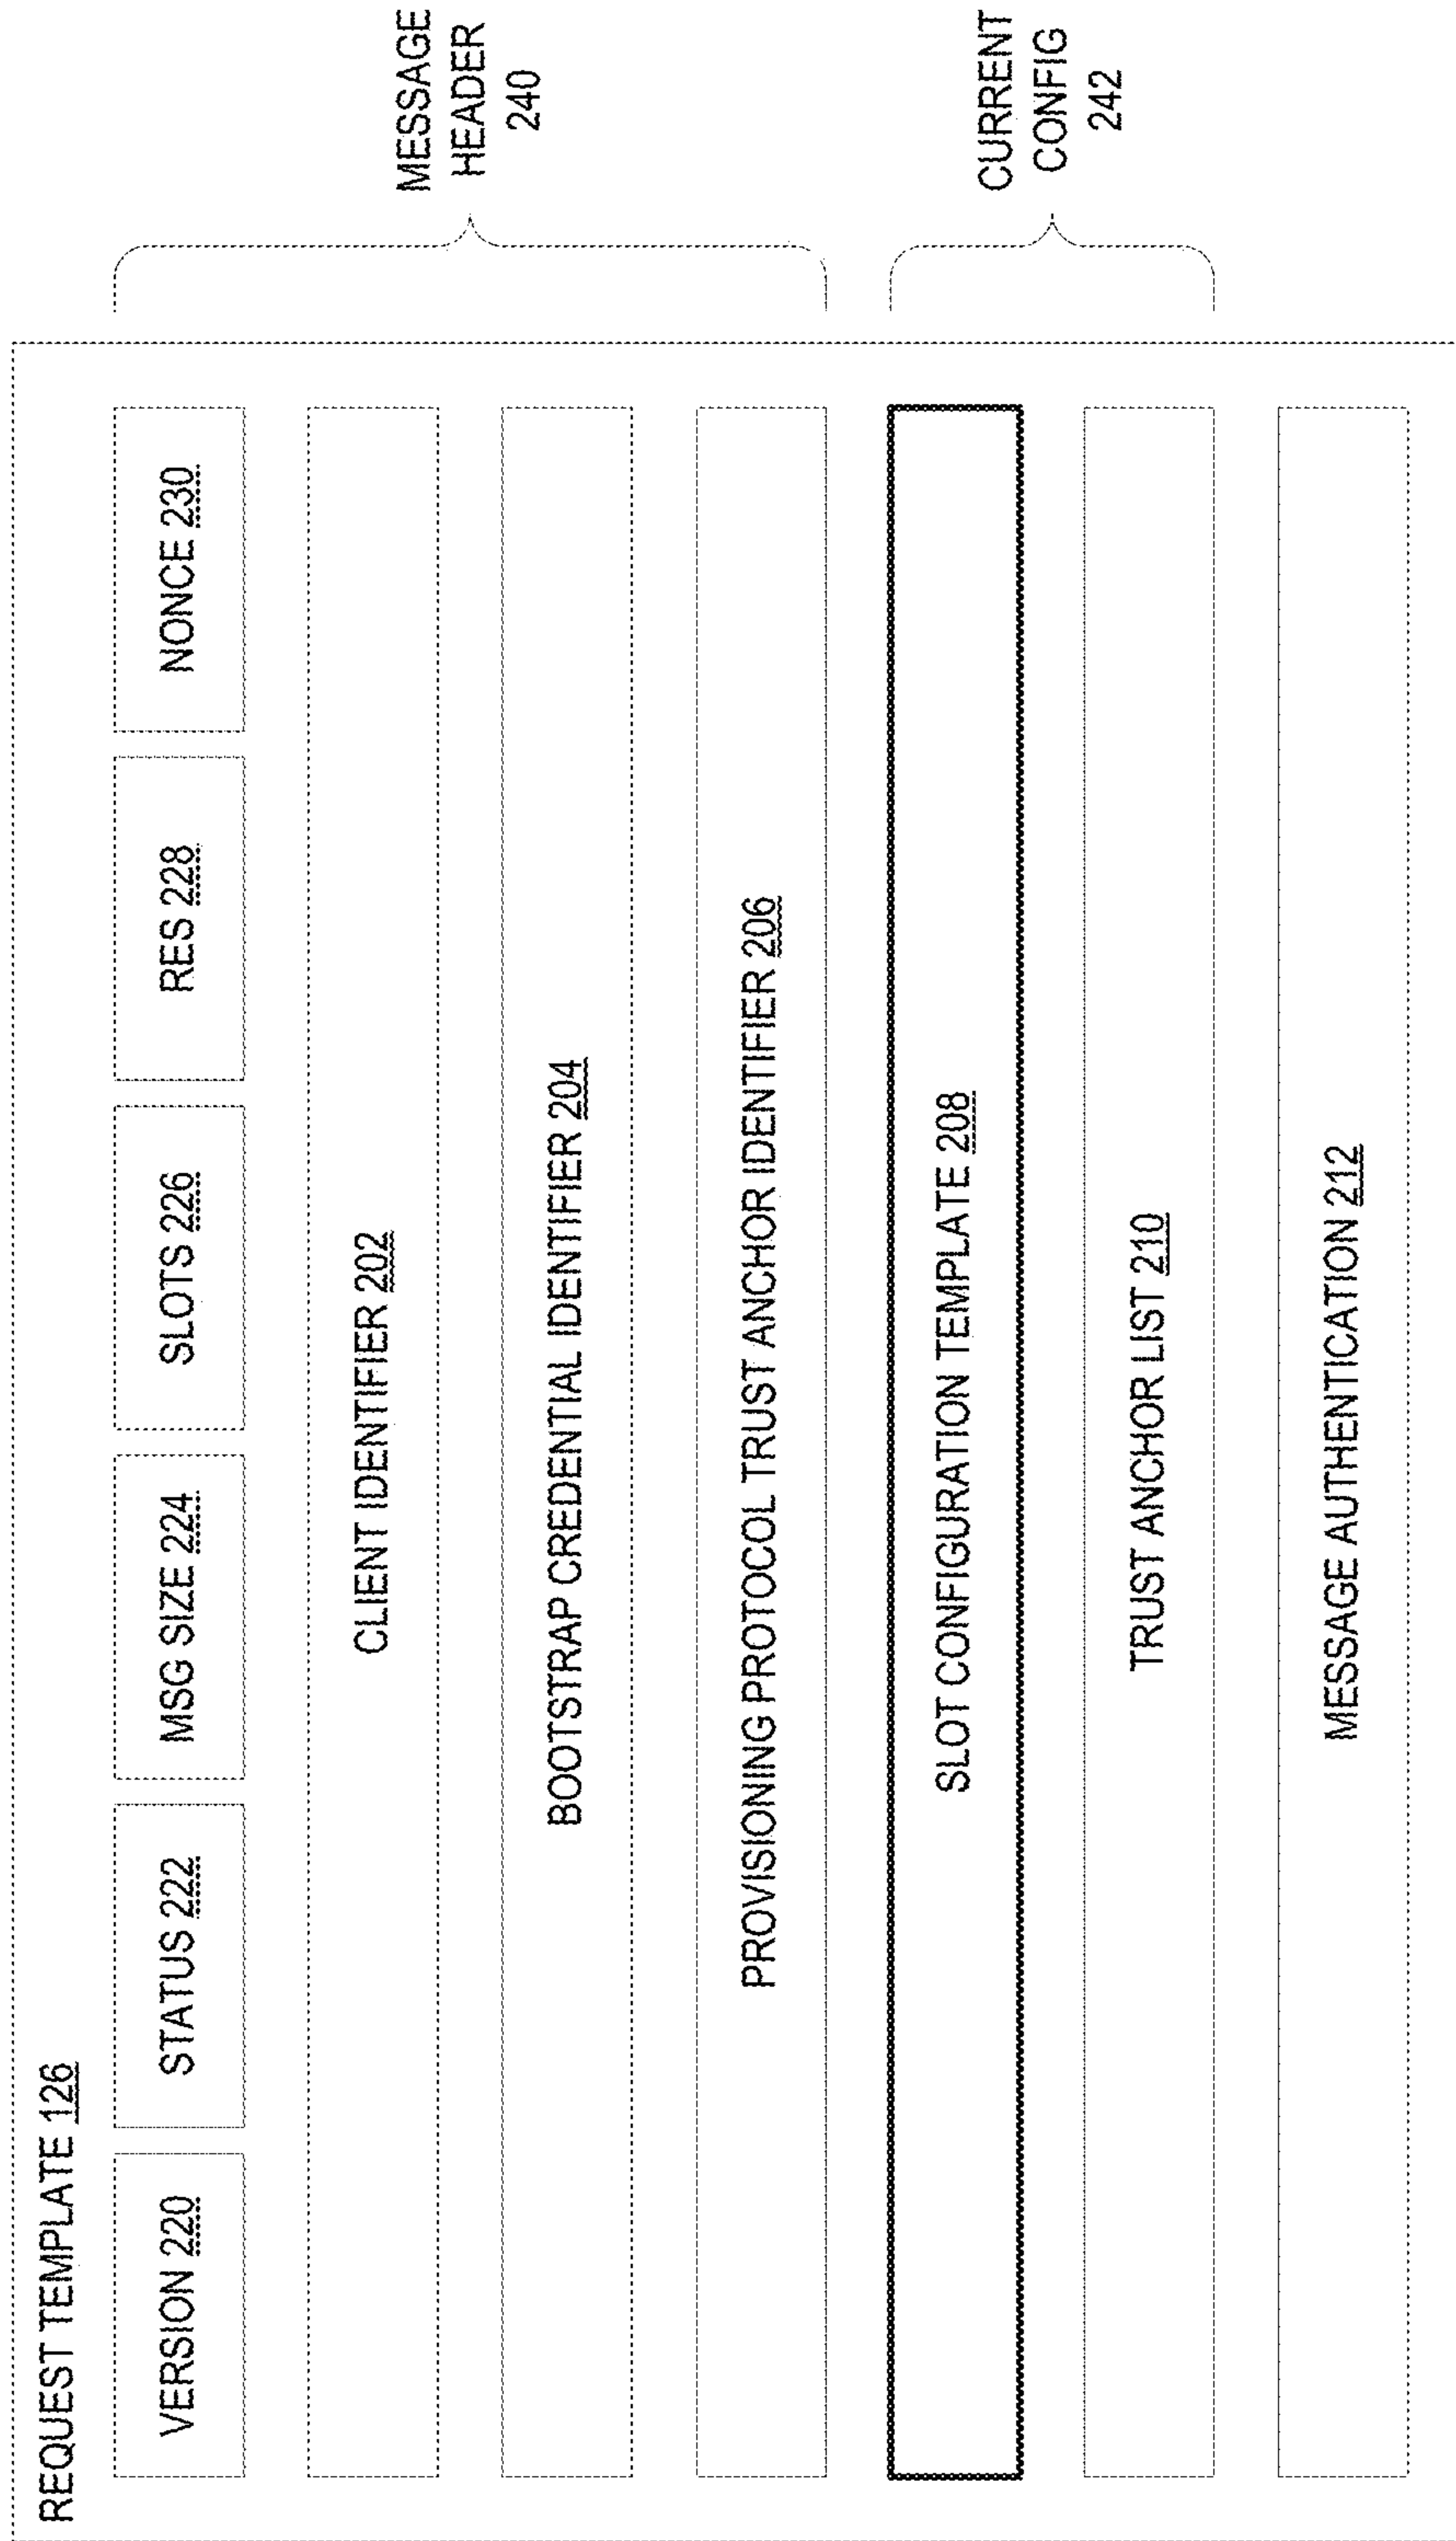 REQUEST TEMPLATE 126
VERSION 220
STATUS 222
MSG SIZE 224
SLOTS 226
RES 228
NONCE 230
CLIENT IDENTIFIER 202
BOOTSTRAP CREDENTIAL IDENTIFIER 204
PROVISIONING PROTOCOL TRUST ANCHOR IDENTIFIER 206
MESSAGE
HEADER
240
SLOT CONFIGURATION TEMPLATE 208
TRUST ANCHOR LIST 210
CURRENT
CONFIG
242
MESSAGE AUTHENTICATION 212